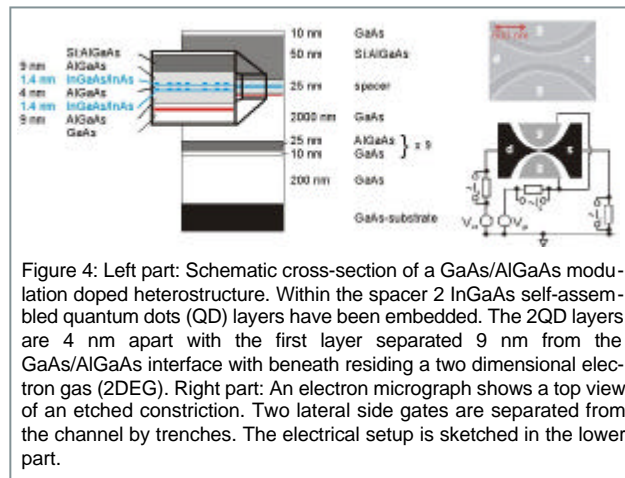 10 nm GaAs
50 nm Si:AlGaAs
25 nm spacer
2000 nm GaAs
25 nm AlGaAs
10 nm GaAs } x 9
200 nm GaAs
GaAs-substrate
Si:AlGaAs
9 nm AlGaAs
1.4 nm InGaAs/InAs
4 nm AlGaAs
1.4 nm InGaAs/InAs
9 nm AlGaAs
GaAs
d
s
g
g
d
s
g
g
Figure 4: Left part: Schematic cross-section of a GaAs/AlGaAs modu-
lation doped heterostructure. Within the spacer 2 InGaAs self-assem-
bled quantum dots (QD) layers have been embedded. The 2QD layers
are 4 nm apart with the first layer separated 9 nm from the
GaAs/AlGaAs interface with beneath residing a two dimensional elec-
tron gas (2DEG). Right part: An electron micrograph shows a top view
of an etched constriction. Two lateral side gates are separated from
the channel by trenches. The electrical setup is sketched in the lower
part.